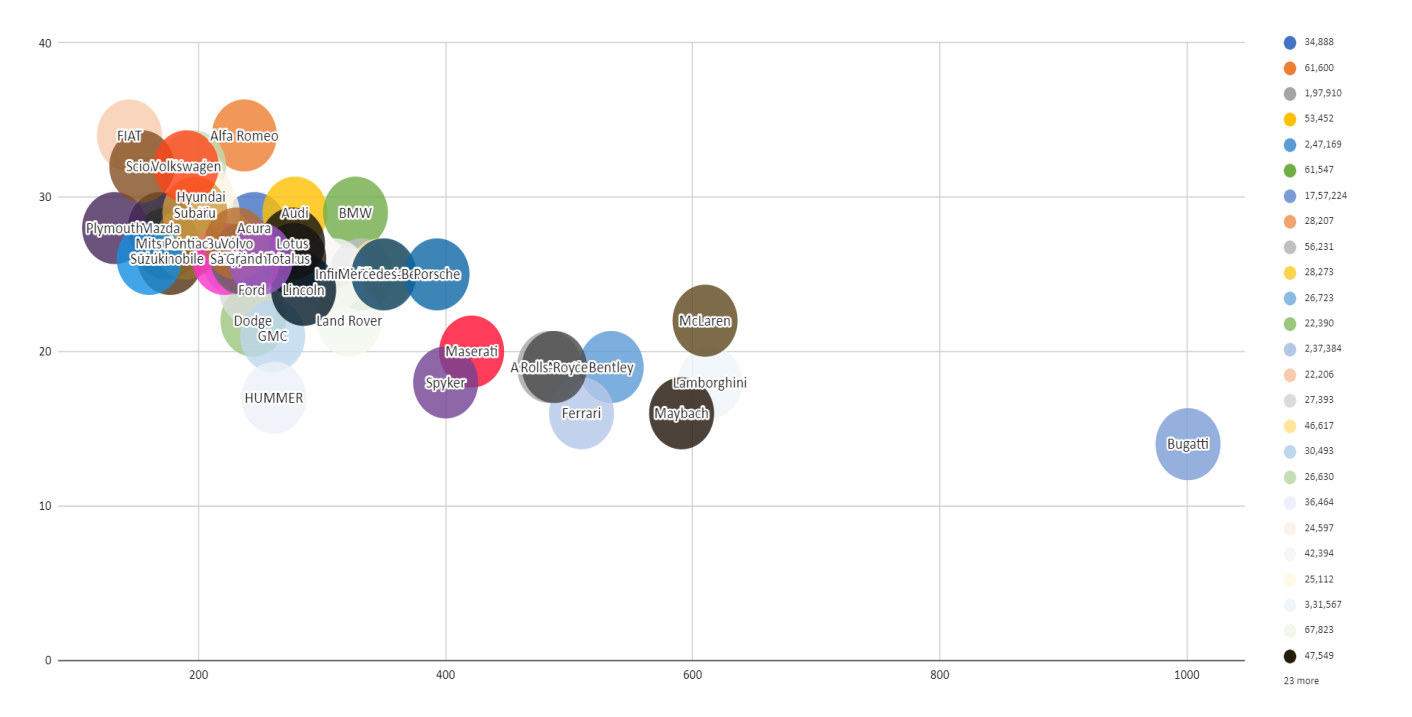 40
30
20
10
0
200
400
600
800
1000
FIAT
Alfa Romeo
Volkswagen
Hyundai
Subaru
Audi
BMW
Plymouth
Mazda
Acura
Pontiac
Volvo
Lotus
Suzuki
Total
Mercedes-Be
Porsche
Ford
Lincoln
Dodge
GMC
Land Rover
Maserati
McLaren
Rolls-Royce
Bentley
Spyker
Lamborghini
HUMMER
Ferrari
Maybach
Bugatti
34,888
61,600
1,97,910
53,452
2,47,169
61,547
17,57,224
28,207
56,231
28,273
26,723
22,390
2,37,384
22,206
27,393
46,617
30,493
26,630
36,464
24,597
42,394
25,112
3,31,567
67,823
47,549
23 more